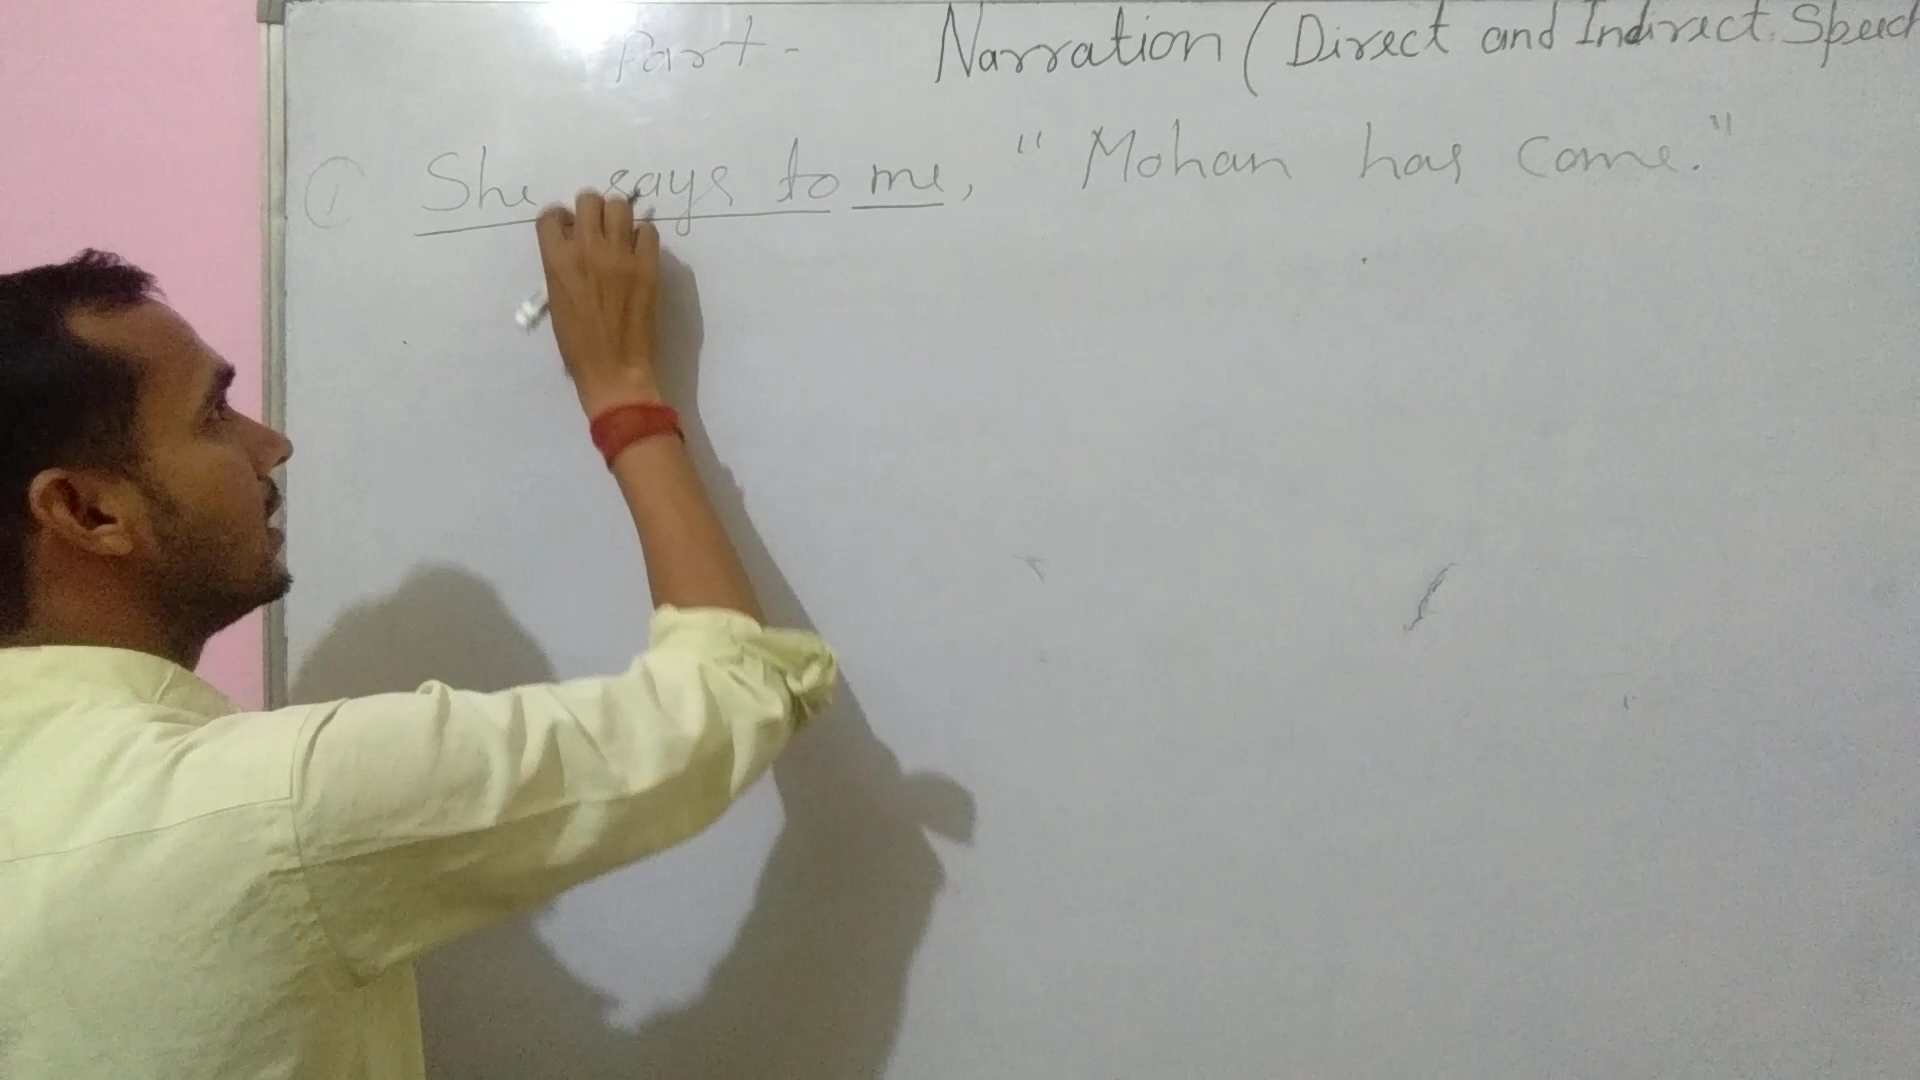 Part - Narration (Direct and Indirect Speech
① She says to me, "Mohan has come."